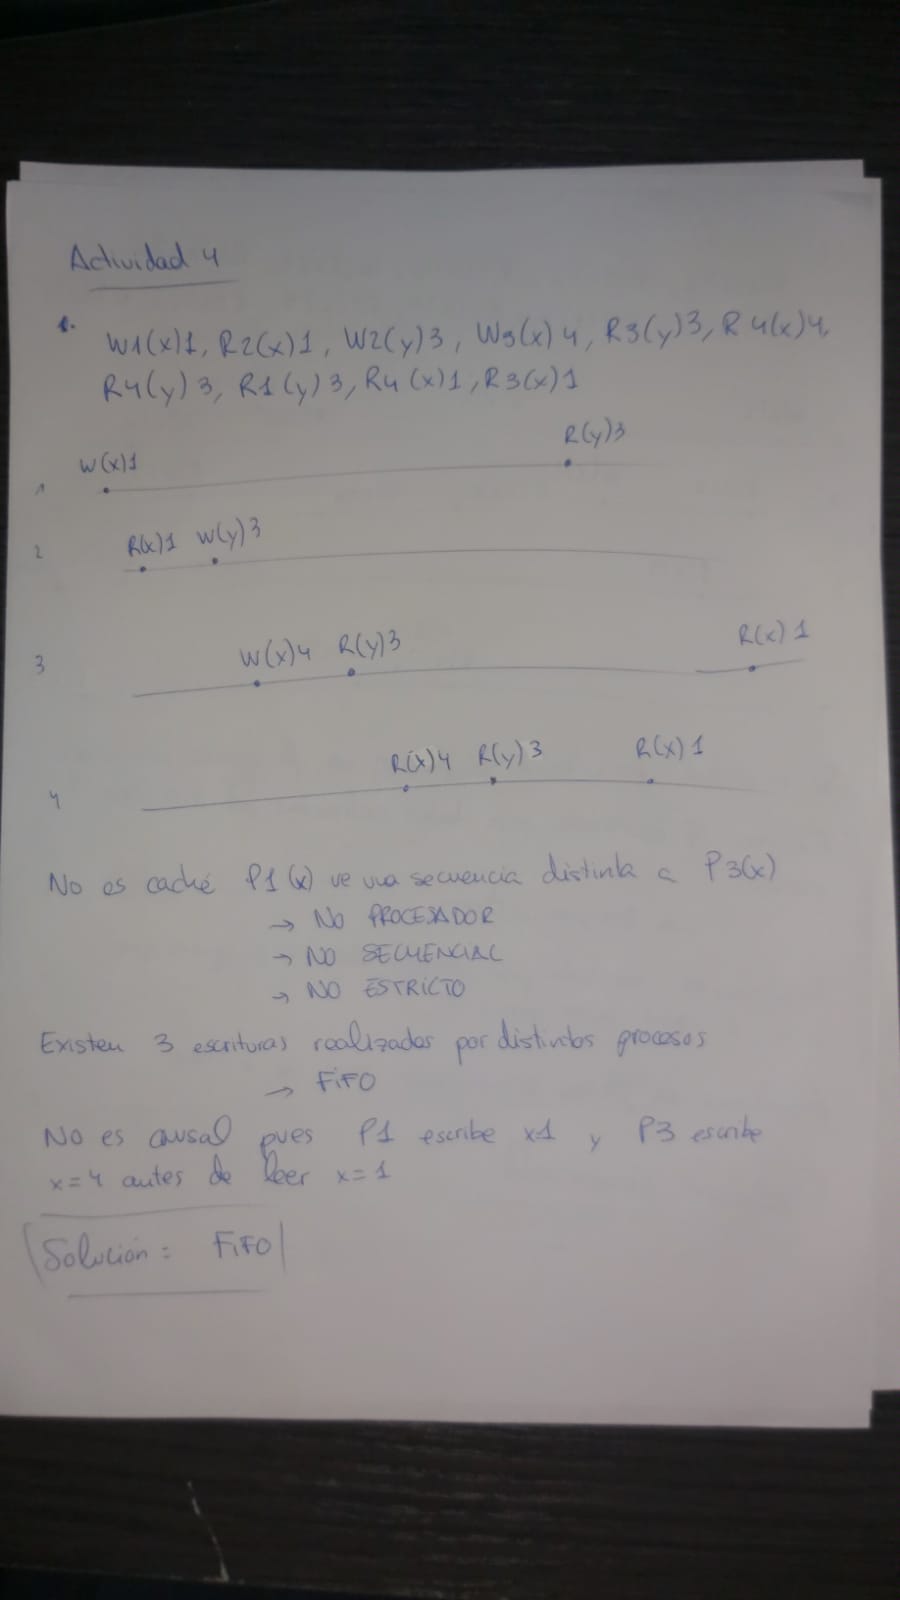 Actividad 4
1. W1(x)1, R2(x)1, W2(y)3, W3(x)4, R3(y)3, R4(x)4,
R4(y)3, R1(y)3, R4(x)1, R3(x)1
W(x)1 R(y)3
1
R(x)1 W(y)3
2
W(x)4 R(y)3 R(x)1
3
R(x)4 R(y)3 R(x)1
4
No es caché P1(x) ve una secuencia distinta a P3(x)
→ NO PROCESADOR
→ NO SECUENCIAL
→ NO ESTRICTO
Existen 3 escrituras realizadas por distintos procesos
→ FIFO
No es causal pues P1 escribe x1 y P3 escribe
x=4 antes de leer x=1
Solución = FIFO